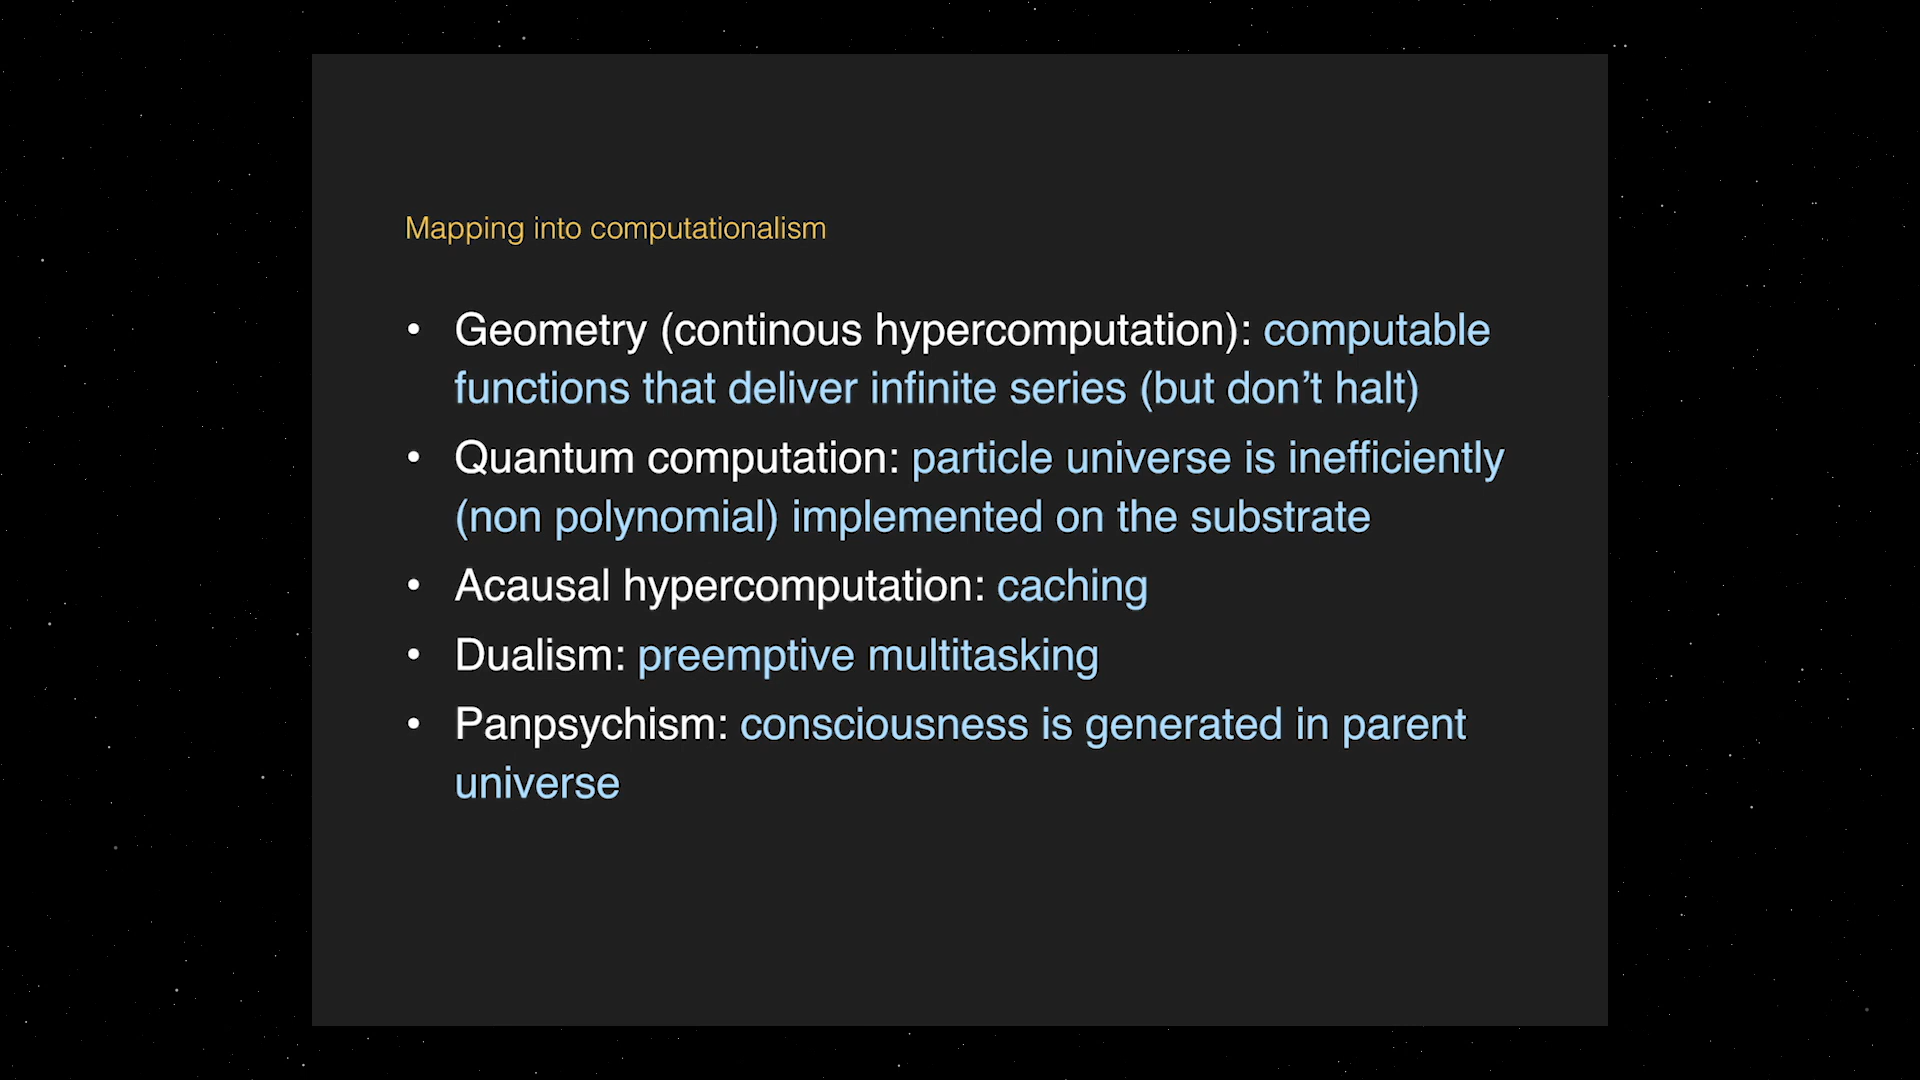 Mapping into computationalism
• Geometry (continous hypercomputation): computable
functions that deliver infinite series (but don’t halt)
• Quantum computation: particle universe is inefficiently
(non polynomial) implemented on the substrate
• Acausal hypercomputation: caching
• Dualism: preemptive multitasking
• Panpsychism: consciousness is generated in parent
universe